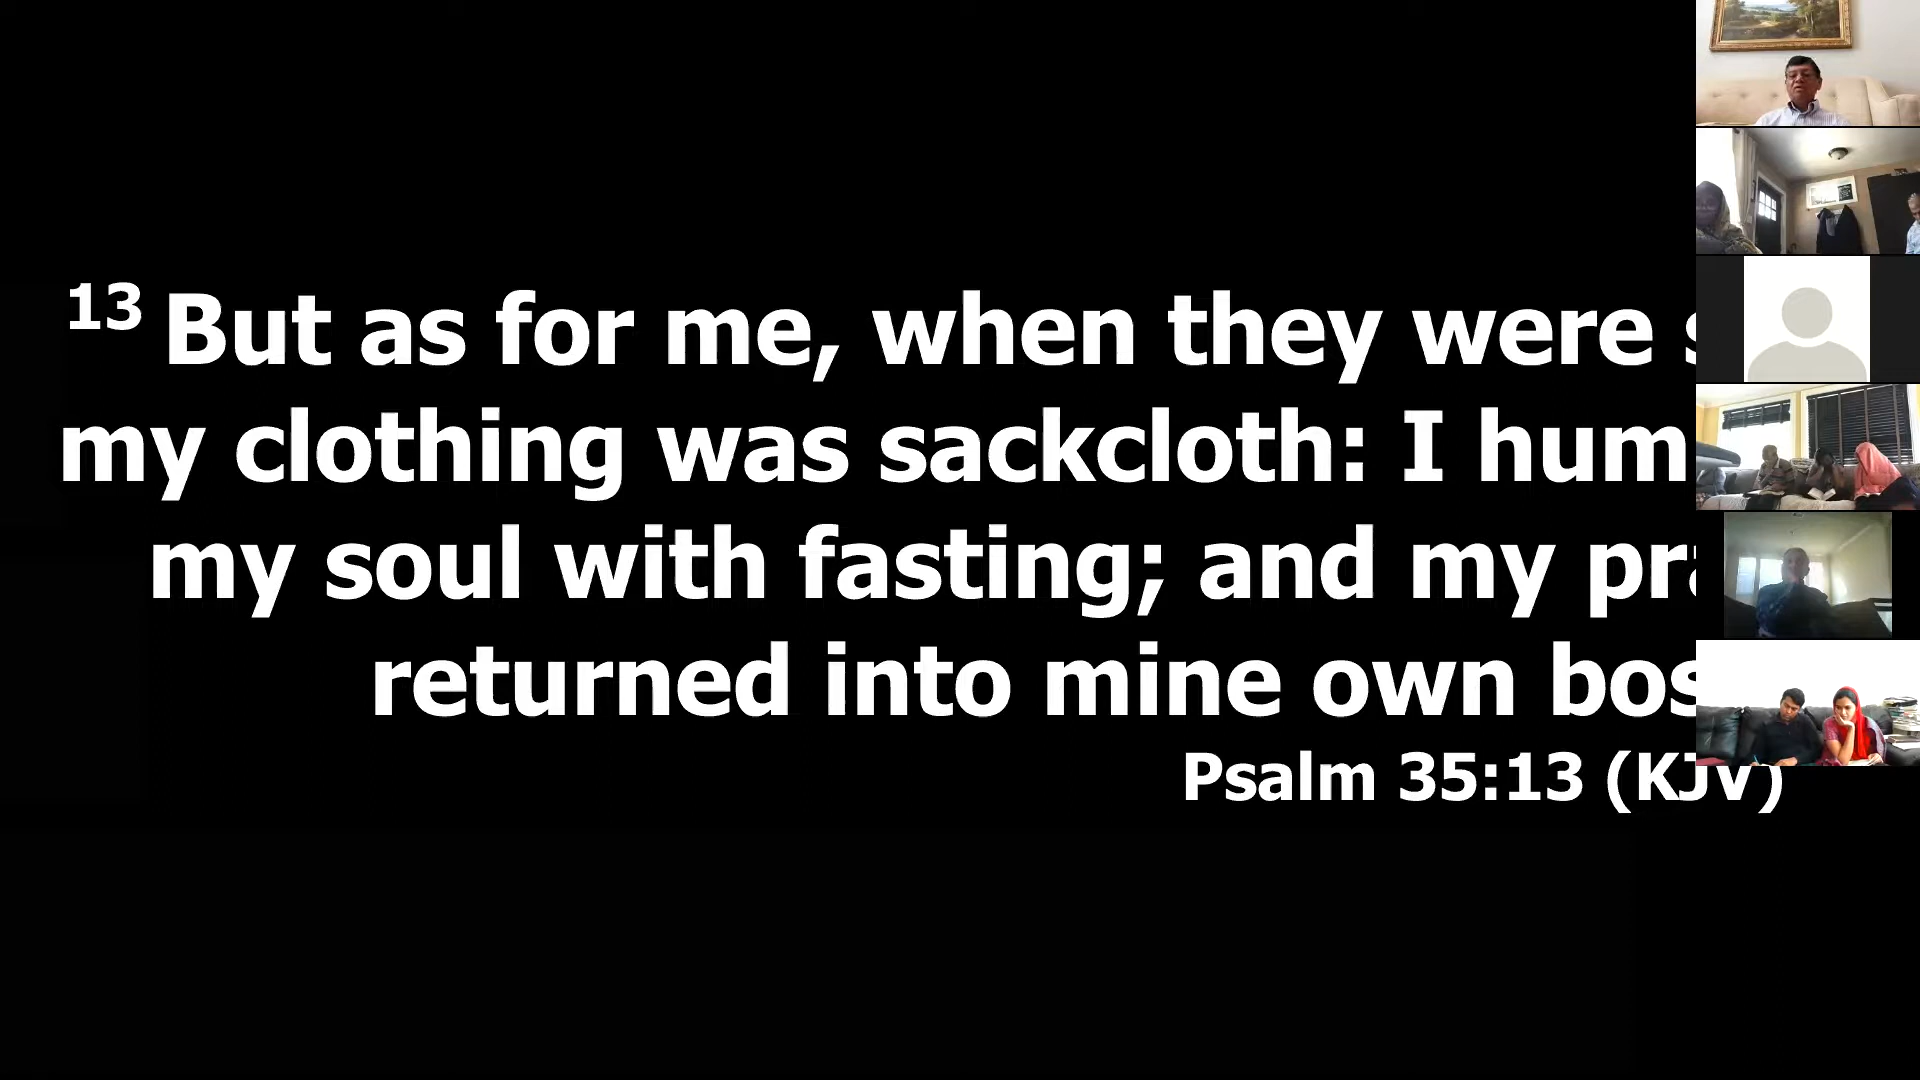 13 But as for me, when they were
my clothing was sackcloth: I hum
my soul with fasting; and my pra
returned into mine own bos
Psalm 35:13 (KJV)